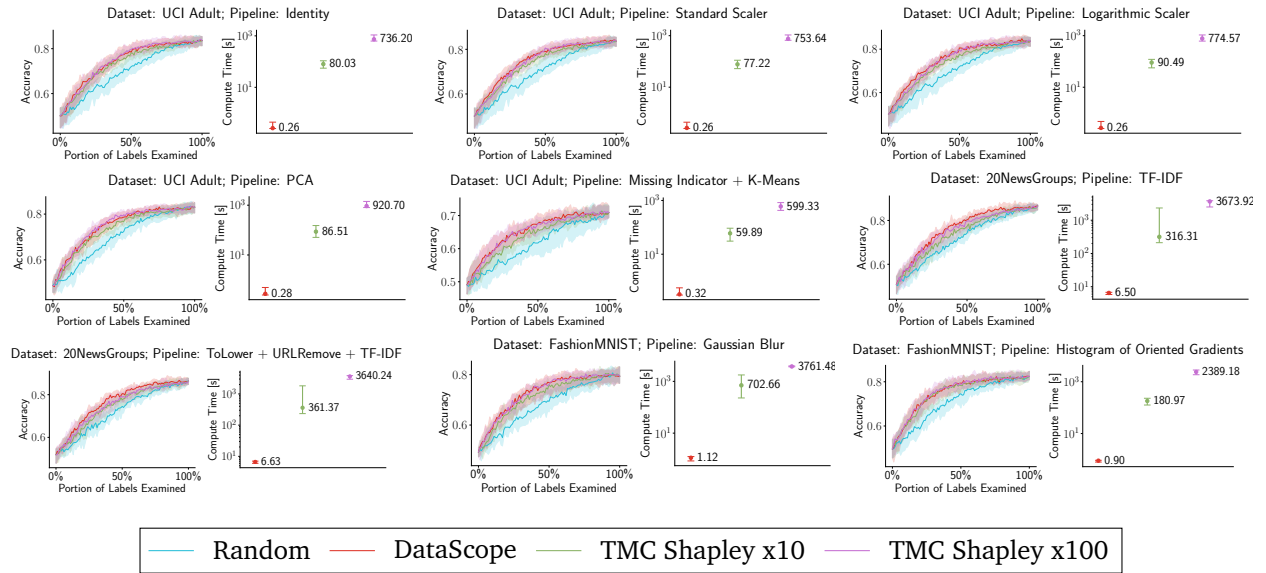 Dataset: UCI Adult; Pipeline: Identity
Accuracy
0.8
0.6
0%
50%
100%
Portion of Labels Examined
Compute Time [s]
10^3
10^1
736.20
80.03
0.26
Dataset: UCI Adult; Pipeline: Standard Scaler
Accuracy
0.8
0.6
0%
50%
100%
Portion of Labels Examined
Compute Time [s]
10^3
10^1
753.64
77.22
0.26
Dataset: UCI Adult; Pipeline: Logarithmic Scaler
Accuracy
0.8
0.6
0%
50%
100%
Portion of Labels Examined
Compute Time [s]
10^3
10^1
774.57
90.49
0.26
Dataset: UCI Adult; Pipeline: PCA
Accuracy
0.8
0.6
0%
50%
100%
Portion of Labels Examined
Compute Time [s]
10^3
10^1
920.70
86.51
0.28
Dataset: UCI Adult; Pipeline: Missing Indicator + K-Means
Accuracy
0.7
0.6
0.5
0%
50%
100%
Portion of Labels Examined
Compute Time [s]
10^3
10^1
599.33
59.89
0.32
Dataset: 20NewsGroups; Pipeline: TF-IDF
Accuracy
0.8
0.6
0%
50%
100%
Portion of Labels Examined
Compute Time [s]
10^3
10^2
10^1
3673.92
316.31
6.50
Dataset: 20NewsGroups; Pipeline: ToLower + URLRemove + TF-IDF
Accuracy
0.8
0.6
0%
50%
100%
Portion of Labels Examined
Compute Time [s]
10^3
10^2
10^1
3640.24
361.37
6.63
Dataset: FashionMNIST; Pipeline: Gaussian Blur
Accuracy
0.8
0.6
0%
50%
100%
Portion of Labels Examined
Compute Time [s]
10^3
10^1
3761.48
702.66
1.12
Dataset: FashionMNIST; Pipeline: Histogram of Oriented Gradients
Accuracy
0.8
0.6
0%
50%
100%
Portion of Labels Examined
Compute Time [s]
10^3
10^1
2389.18
180.97
0.90
Random
DataScope
TMC Shapley x10
TMC Shapley x100